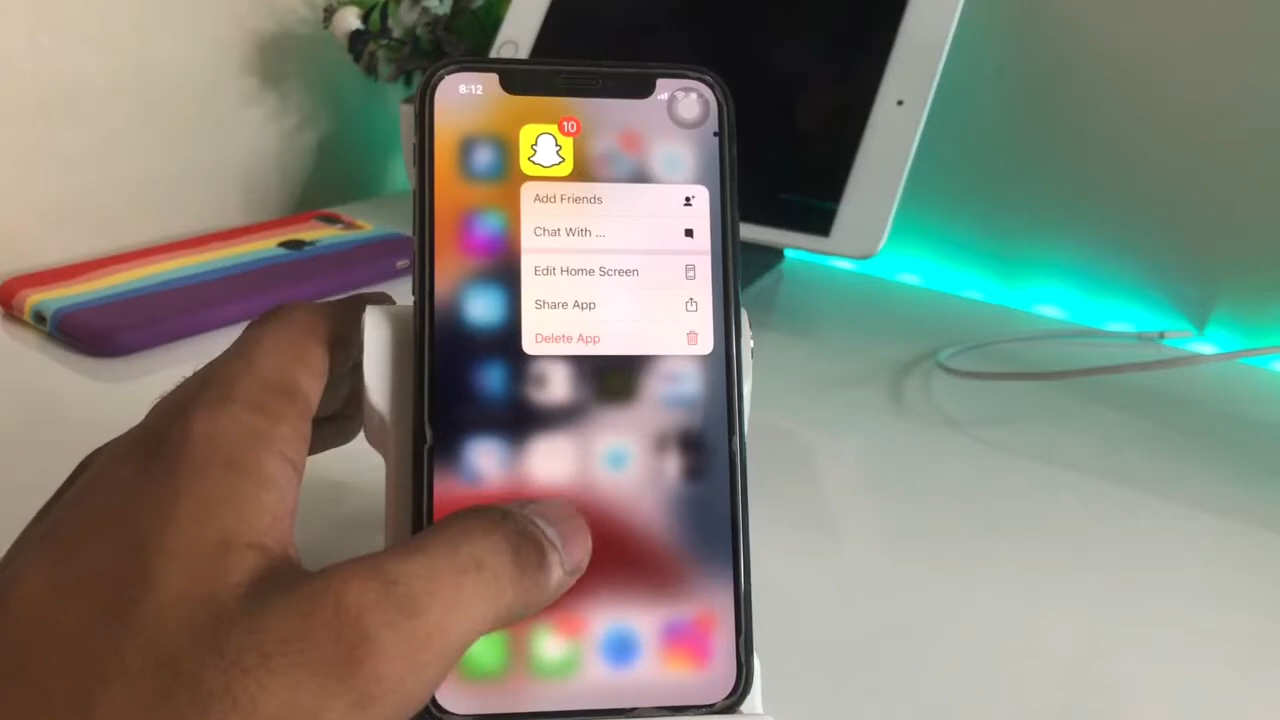 8:12
10
Add Friends
Chat With ...
Edit Home Screen
Share App
Delete App